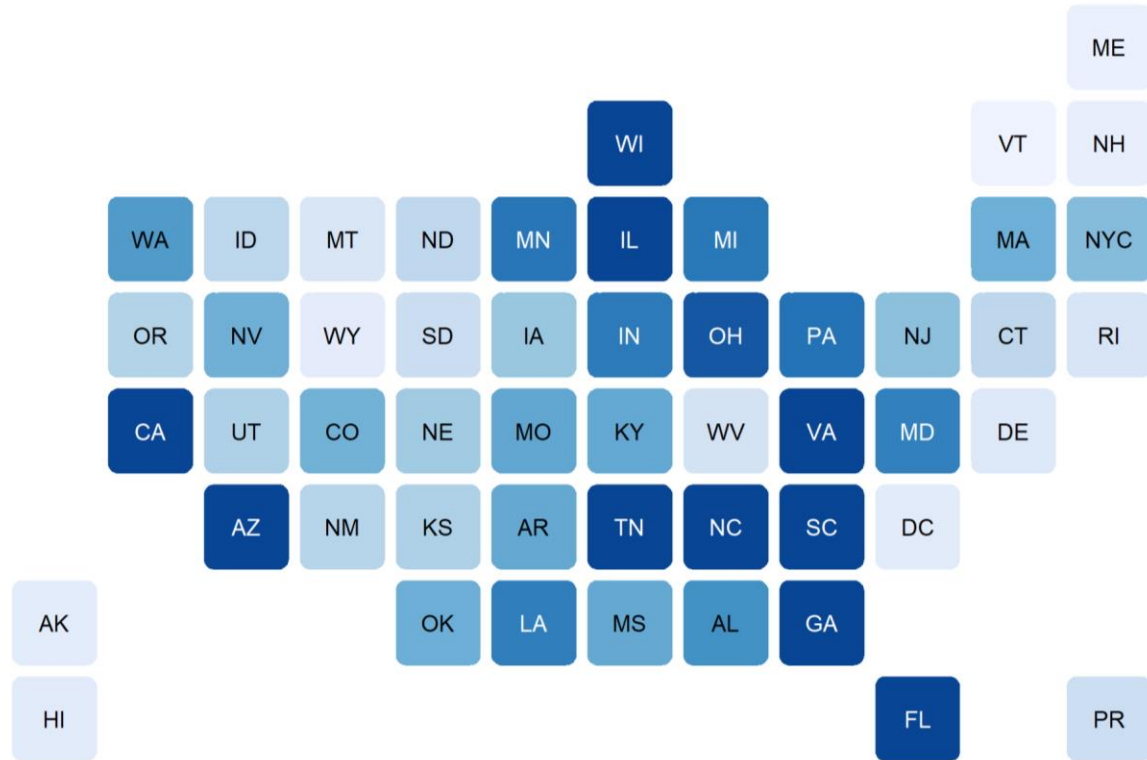 ME
WI VT NH
WA ID MT ND MN IL MI MA NYC
OR NV WY SD IA IN OH PA NJ CT RI
CA UT CO NE MO KY WV VA MD DE
AZ NM KS AR TN NC SC DC
AK OK LA MS AL GA
HI FL PR